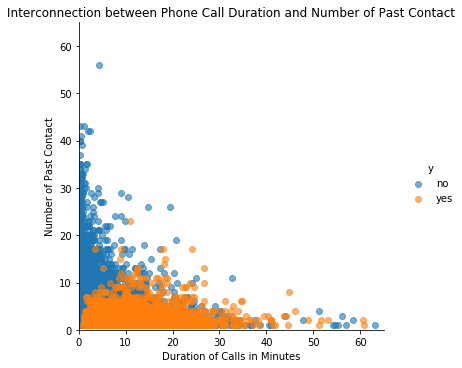 Interconnection between Phone Call Duration and Number of Past Contact
60
50
40
30
20
10
0
Number of Past Contact
0 10 20 30 40 50 60
Duration of Calls in Minutes
y
no
yes